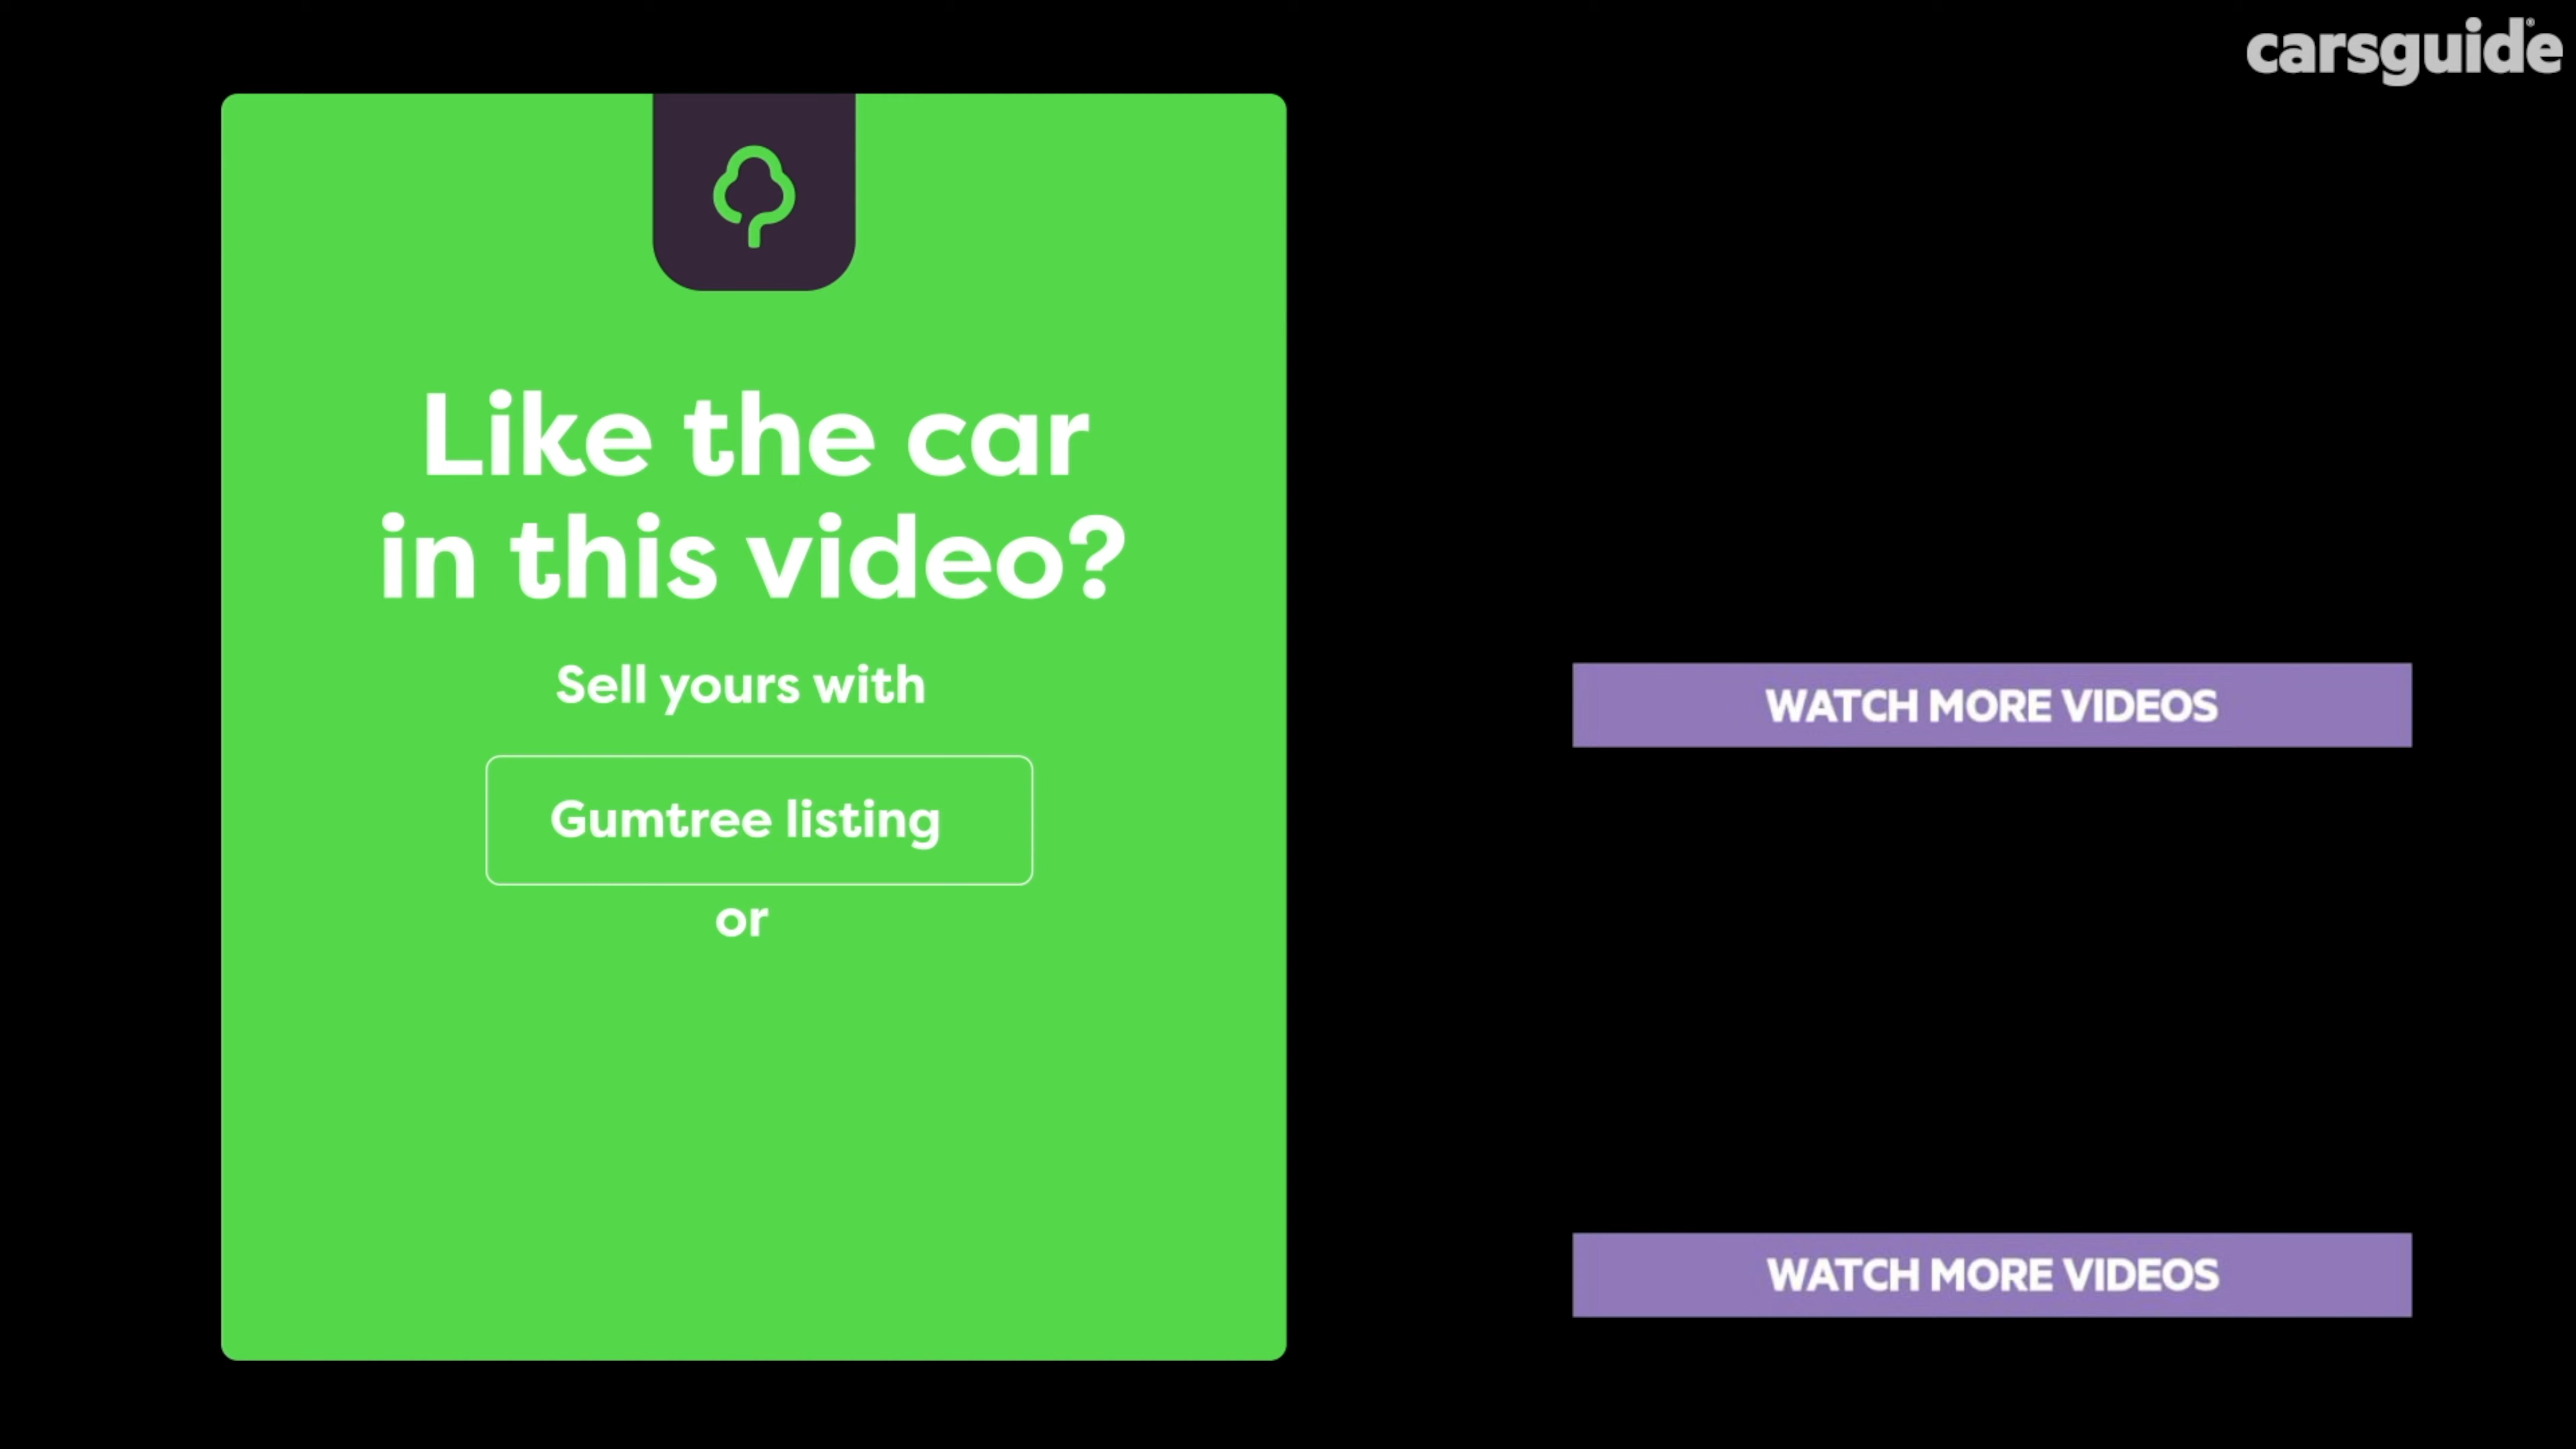 carsguide
Like the car
in this video?
Sell yours with
Gumtree listing
or
WATCH MORE VIDEOS
WATCH MORE VIDEOS